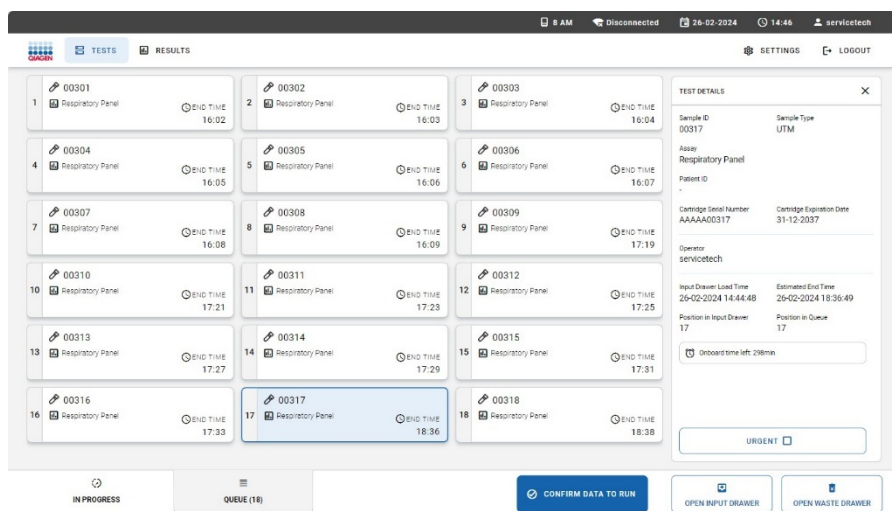 8 AM Disconnected 26-02-2024 14:46 servicetech
QIAGEN TESTS RESULTS SETTINGS LOGOUT
1 00301 Respiratory Panel END TIME 16:02
2 00302 Respiratory Panel END TIME 16:03
3 00303 Respiratory Panel END TIME 16:04
4 00304 Respiratory Panel END TIME 16:05
5 00305 Respiratory Panel END TIME 16:06
6 00306 Respiratory Panel END TIME 16:07
7 00307 Respiratory Panel END TIME 16:08
8 00308 Respiratory Panel END TIME 16:09
9 00309 Respiratory Panel END TIME 17:19
10 00310 Respiratory Panel END TIME 17:21
11 00311 Respiratory Panel END TIME 17:23
12 00312 Respiratory Panel END TIME 17:25
13 00313 Respiratory Panel END TIME 17:27
14 00314 Respiratory Panel END TIME 17:29
15 00315 Respiratory Panel END TIME 17:31
16 00316 Respiratory Panel END TIME 17:33
17 00317 Respiratory Panel END TIME 18:36
18 00318 Respiratory Panel END TIME 18:38
TEST DETAILS
Sample ID Sample Type
00317 UTM
Assay
Respiratory Panel
Patient ID
-
Cartridge Serial Number Cartridge Expiration Date
AAAAA00317 31-12-2037
Operator
servicetech
Input Drawer Load Time Estimated End Time
26-02-2024 14:44:48 26-02-2024 18:36:49
Position in Input Drawer Position in Queue
17 17
Onboard time left: 298min
URGENT
IN PROGRESS QUEUE (18) CONFIRM DATA TO RUN OPEN INPUT DRAWER OPEN WASTE DRAWER